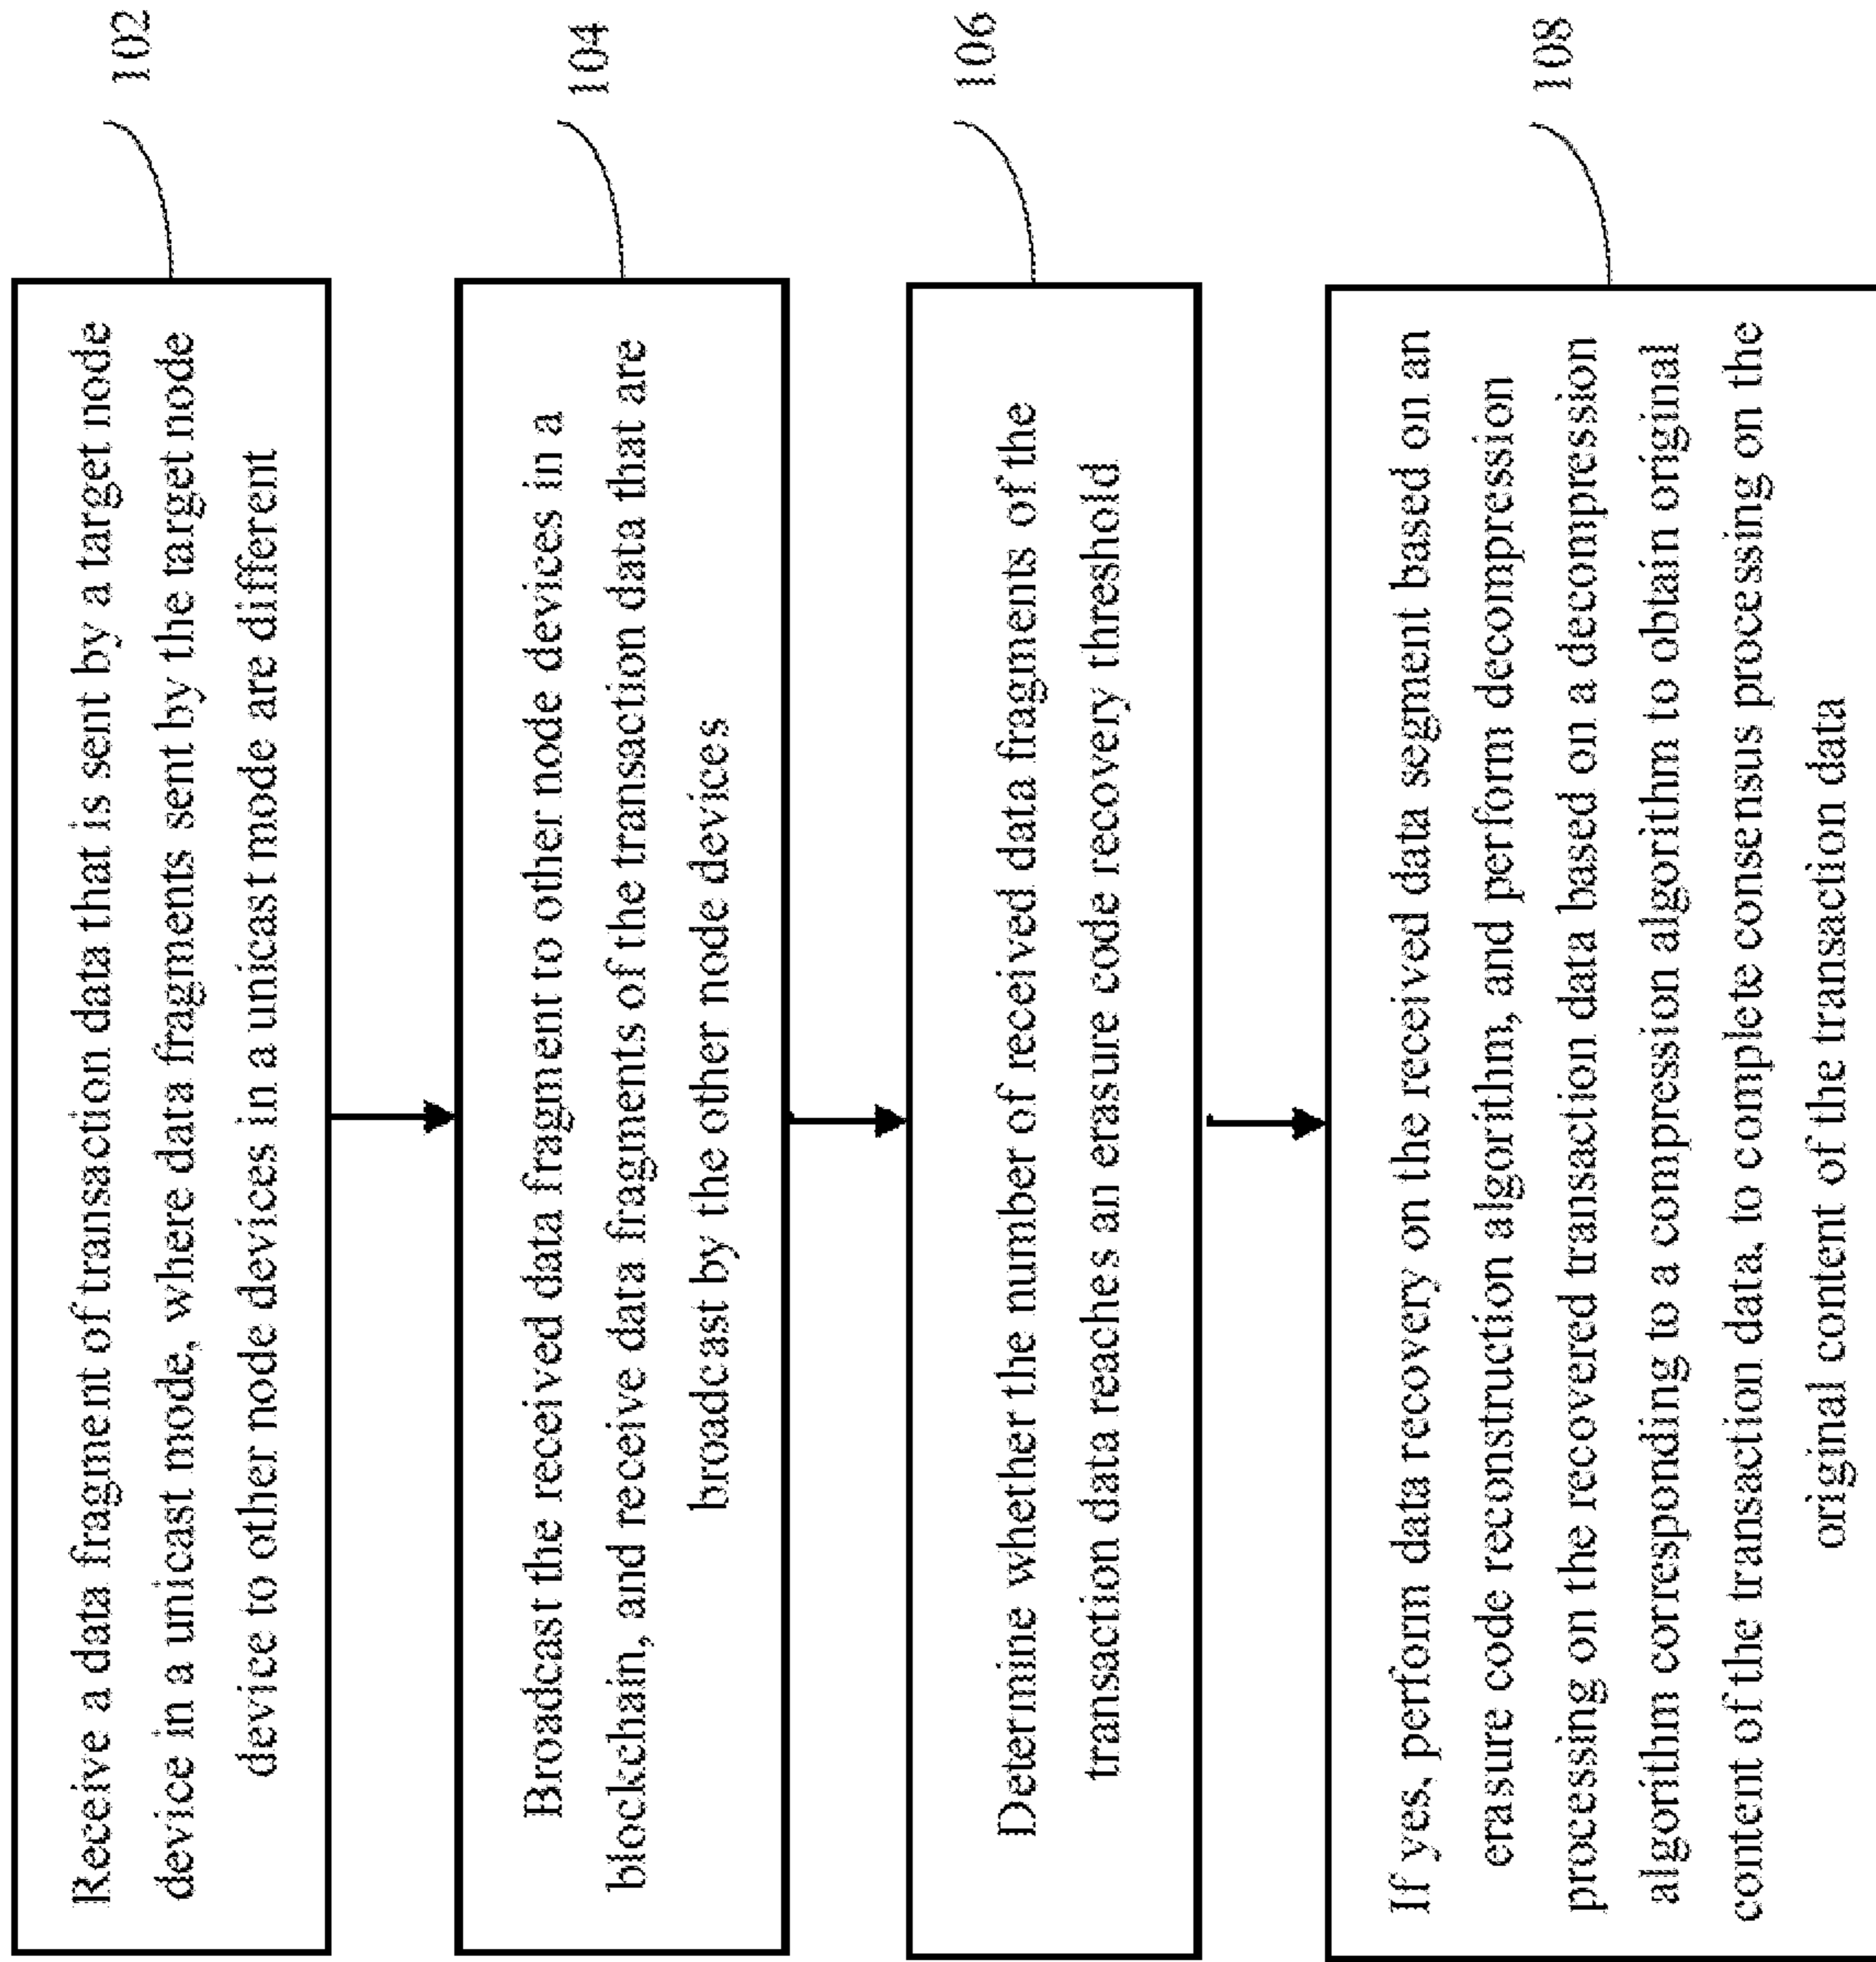 Receive a data fragment of transaction data that is sent by a target node
device in a unicast mode, where data fragments sent by the target node
device to other node devices in a unicast mode are different
102
Broadcast the received data fragment to other node devices in a
blockchain, and receive data fragments of the transaction data that are
broadcast by the other node devices
104
Determine whether the number of received data fragments of the
transaction data reaches an erasure code recovery threshold
106
If yes, perform data recovery on the received data segment based on an
erasure code reconstruction algorithm, and perform decompression
processing on the recovered transaction data based on a decompression
algorithm corresponding to a compression algorithm to obtain original
content of the transaction data, to complete consensus processing on the
original content of the transaction data
108